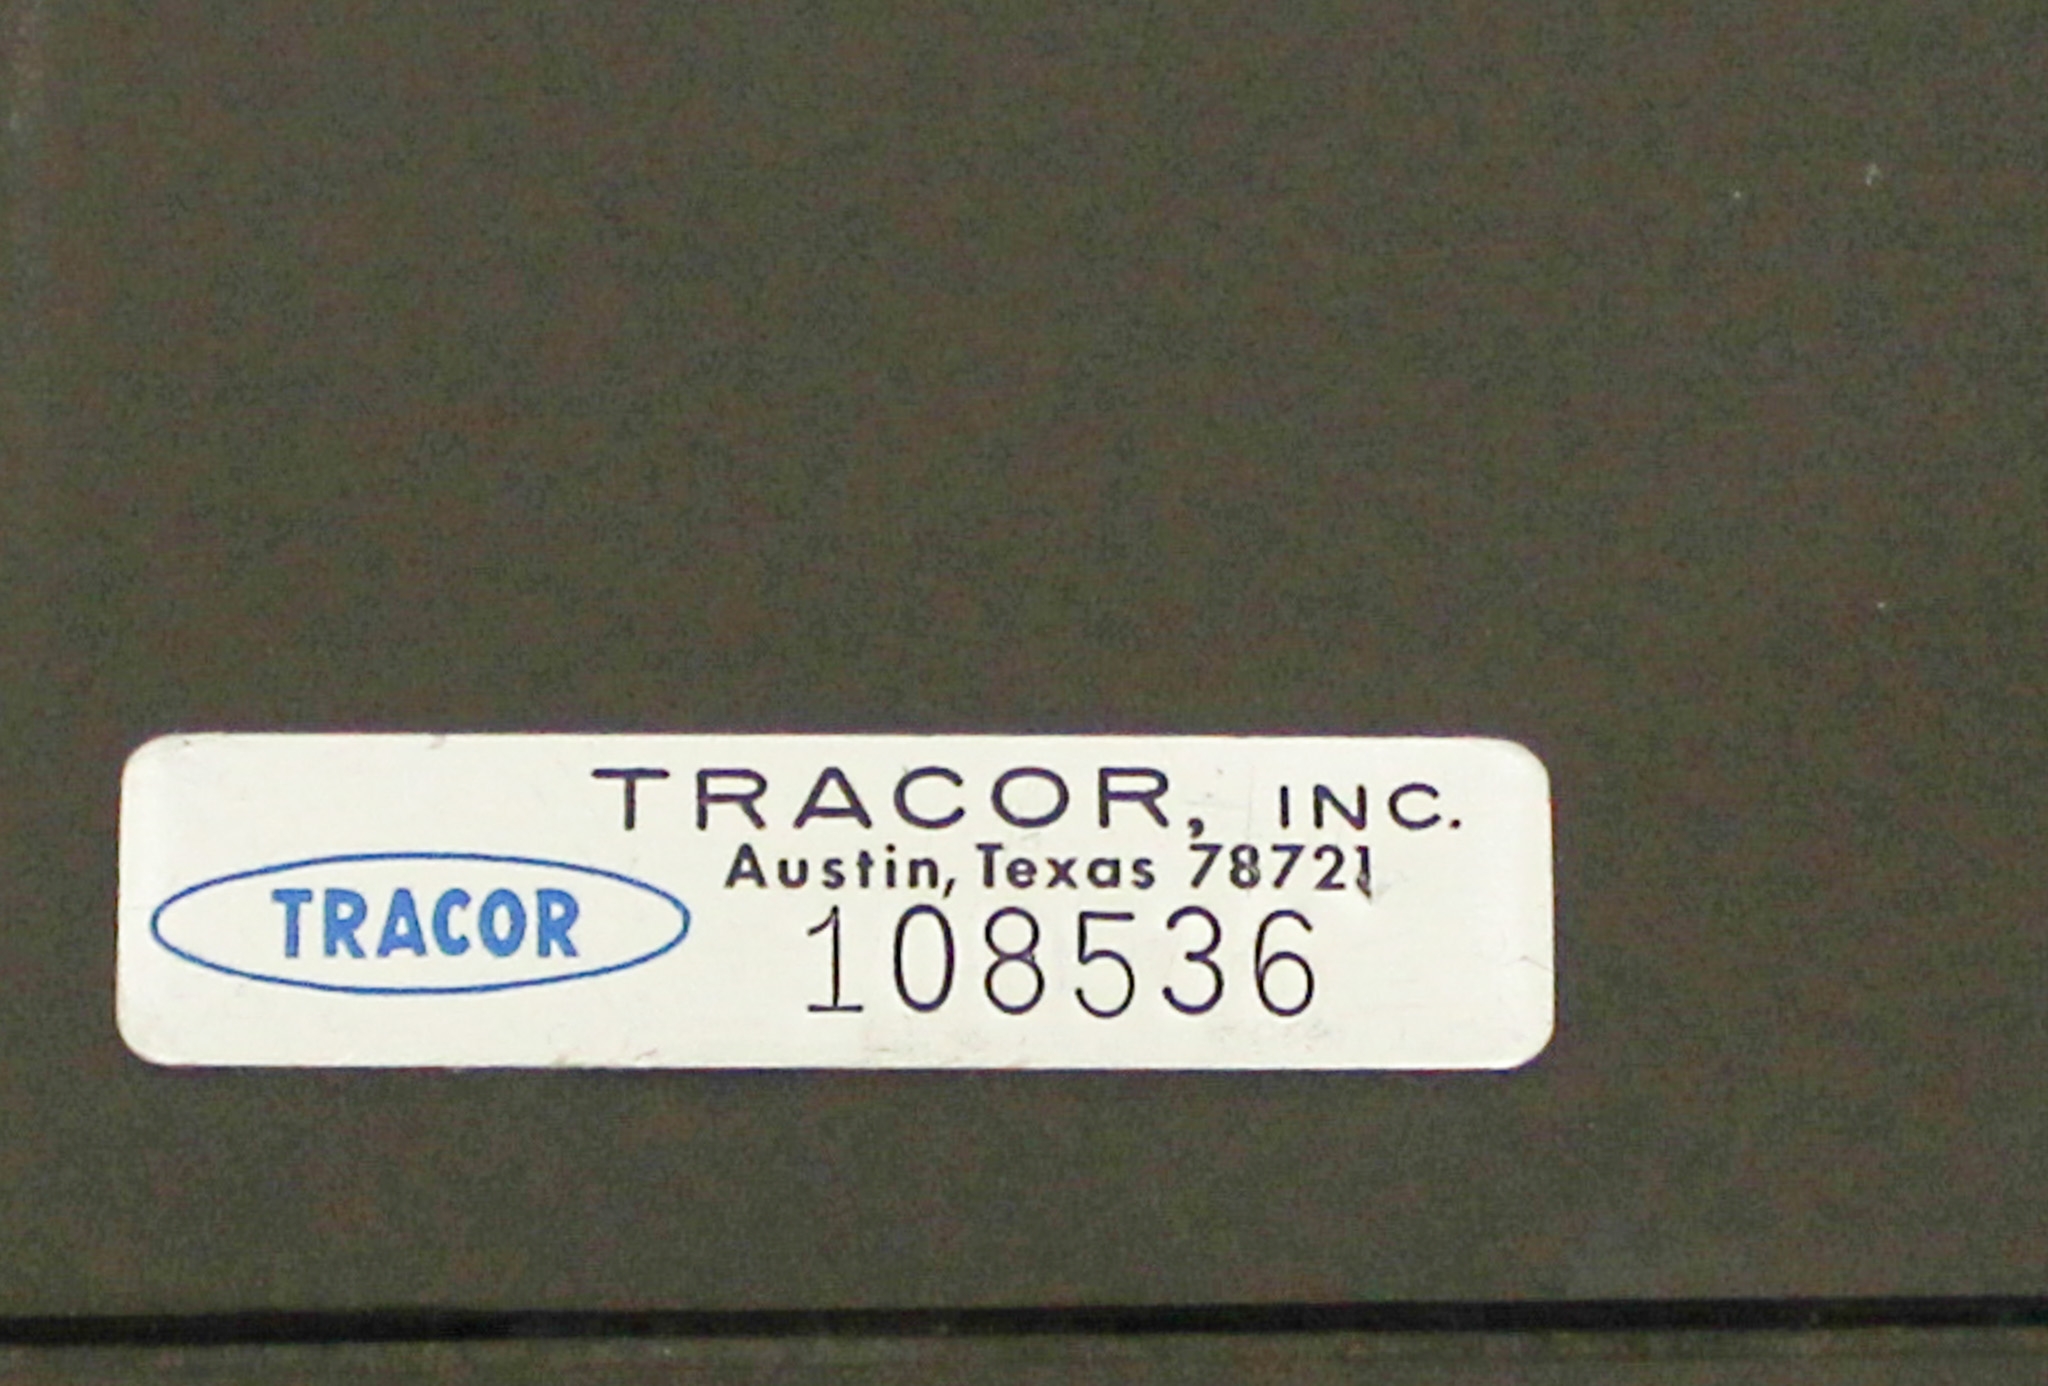 TRACOR, INC.
Austin, Texas 78721
TRACOR
108536